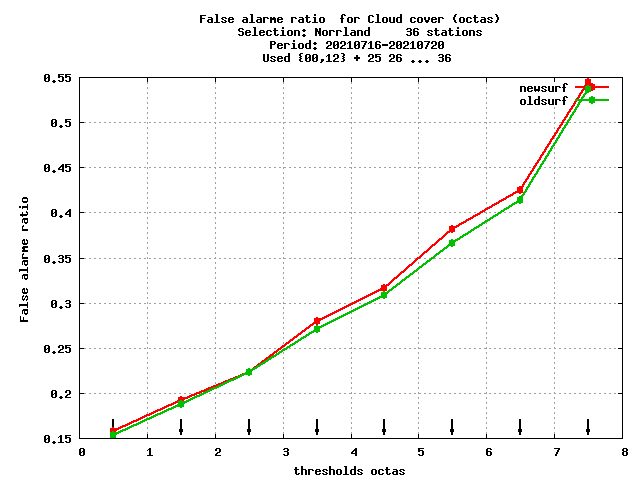 False alarme ratio  for Cloud cover (octas)
Selection: Norrland     36 stations
Period: 20210716-20210720
Used {00,12} + 25 26 ... 36
newsurf
oldsurf
0.55
0.5
0.45
0.4
0.35
0.3
0.25
0.2
0.15
False alarme ratio
0 1 2 3 4 5 6 7 8
thresholds octas